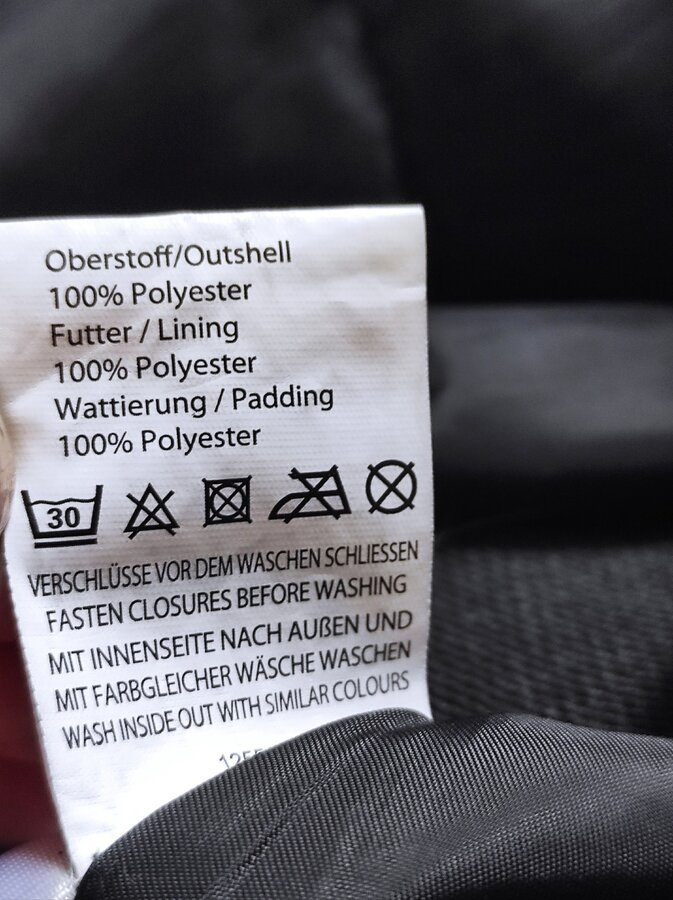 Oberstoff/Outshell
100% Polyester
Futter / Lining
100% Polyester
Wattierung / Padding
100% Polyester
30
VERSCHLÜSSE VOR DEM WASCHEN SCHLIESSEN
FASTEN CLOSURES BEFORE WASHING
MIT INNENSEITE NACH AUßEN UND
MIT FARBGLEICHER WÄSCHE WASCHEN
WASH INSIDE OUT WITH SIMILAR COLOURS